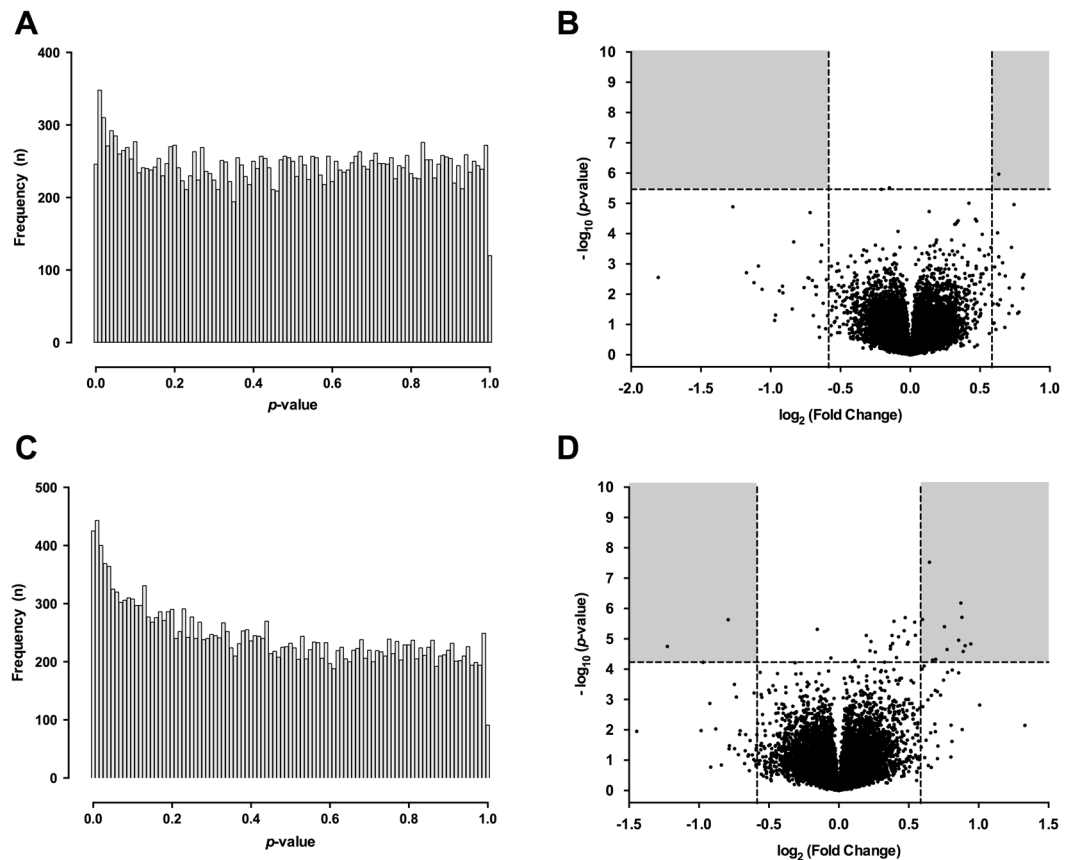 A
400
300
200
100
0
Frequency (n)
0.0 0.2 0.4 0.6 0.8 1.0
p-value
B
10
9
8
7
6
5
4
3
2
1
0
- log10 (p-value)
-2.0 -1.5 -1.0 -0.5 0.0 0.5 1.0
log2 (Fold Change)
C
500
400
300
200
100
0
Frequency (n)
0.0 0.2 0.4 0.6 0.8 1.0
p-value
D
10
9
8
7
6
5
4
3
2
1
0
- log10 (p-value)
-1.5 -1.0 -0.5 0.0 0.5 1.0 1.5
log2 (Fold Change)